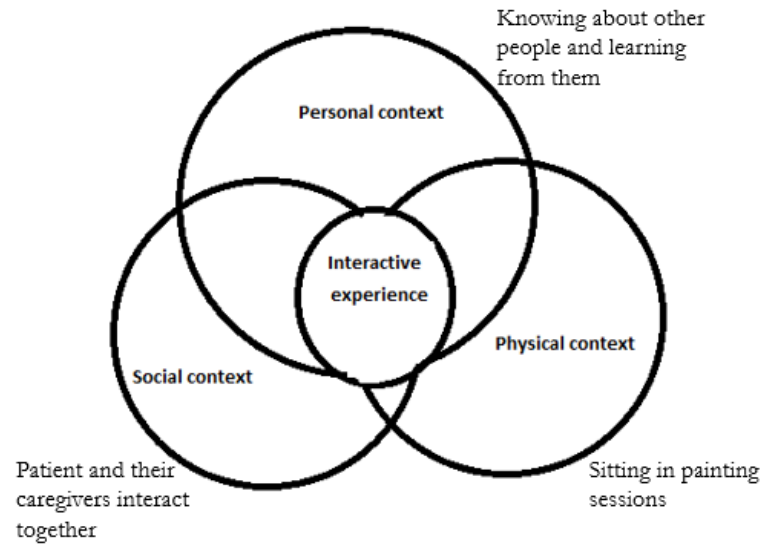 Knowing about other
people and learning
from them
Personal context
Interactive
experience
Physical context
Social context
Patient and their
caregivers interact
together
Sitting in painting
sessions